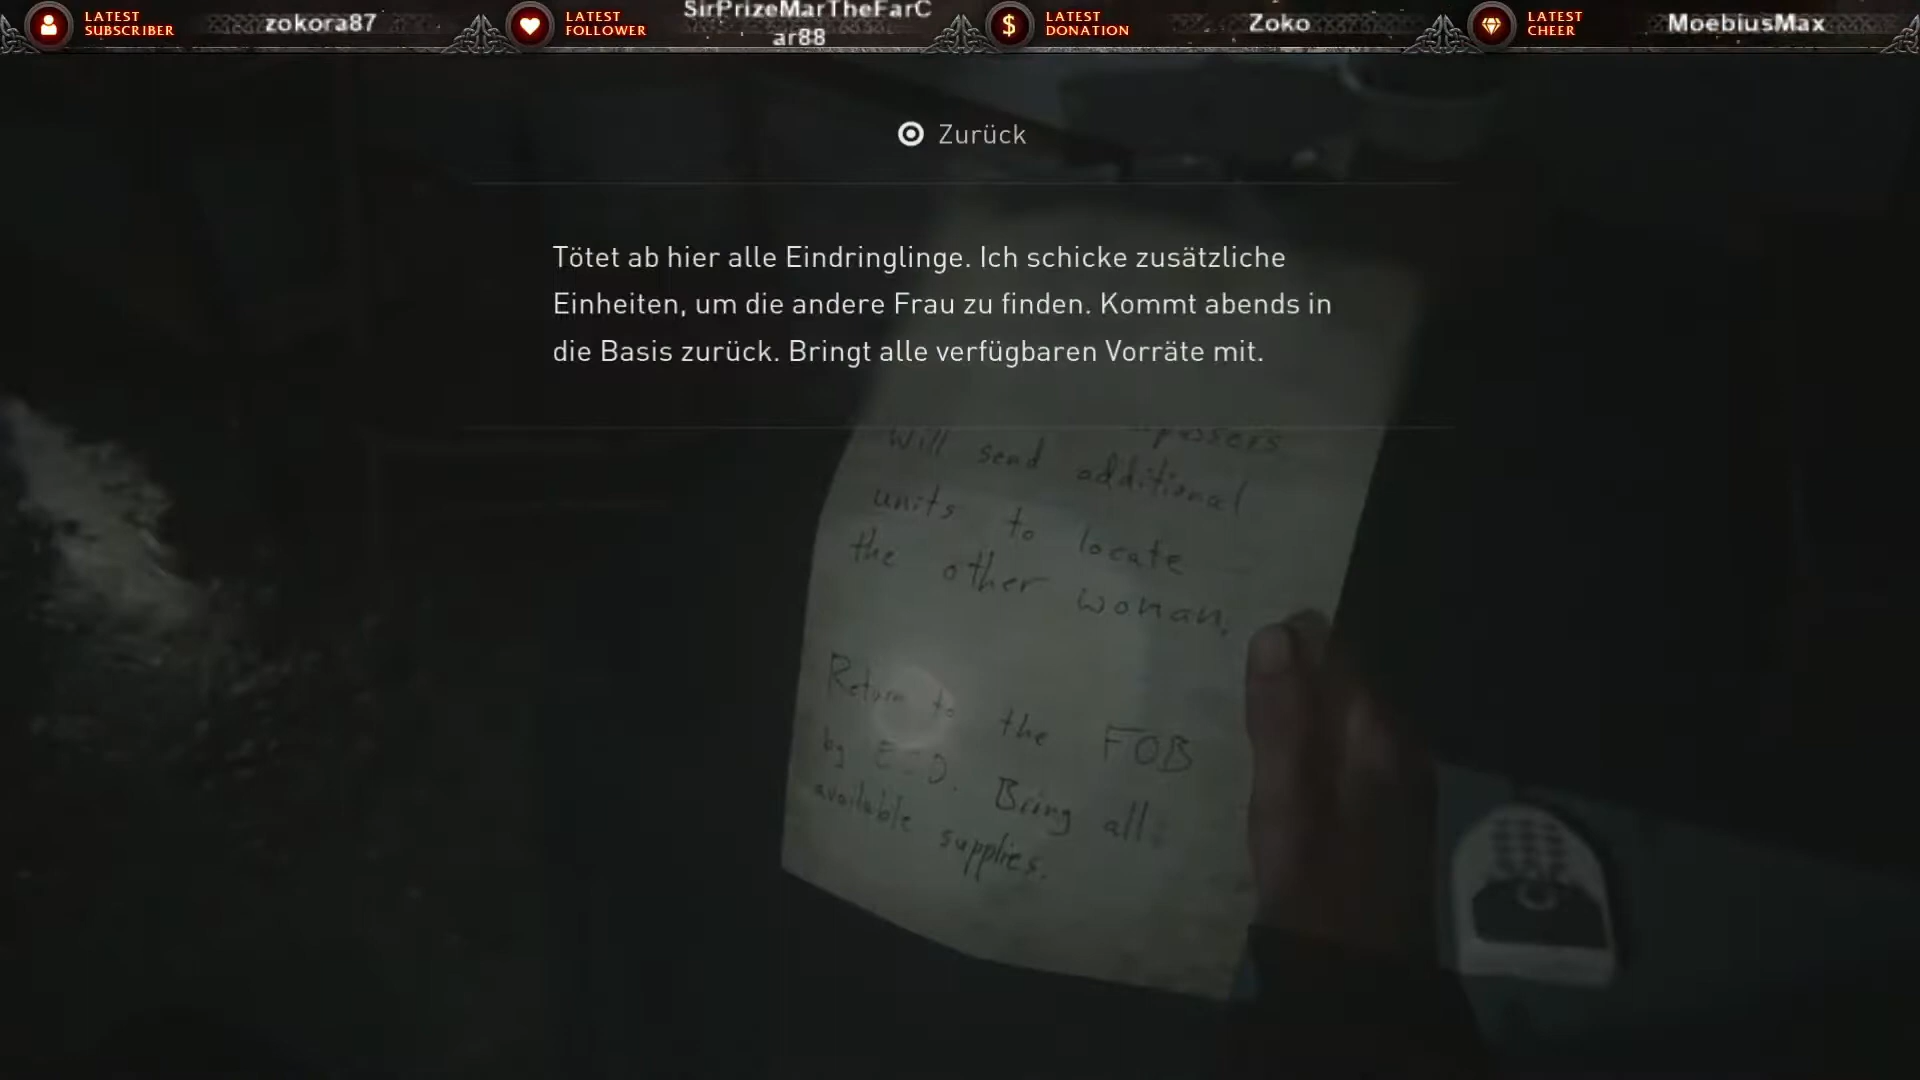 LATEST SUBSCRIBER zokora87
LATEST FOLLOWER SirPrizeMarTheFarC
ar88
LATEST DONATION Zoko
LATEST CHEER MoebiusMax
Zurück
Tötet ab hier alle Eindringlinge. Ich schicke zusätzliche
Einheiten, um die andere Frau zu finden. Kommt abends in
die Basis zurück. Bringt alle verfügbaren Vorräte mit.
will send additional
units to locate
the other woman.
Return to the FOB
by Bring all
available supplies.